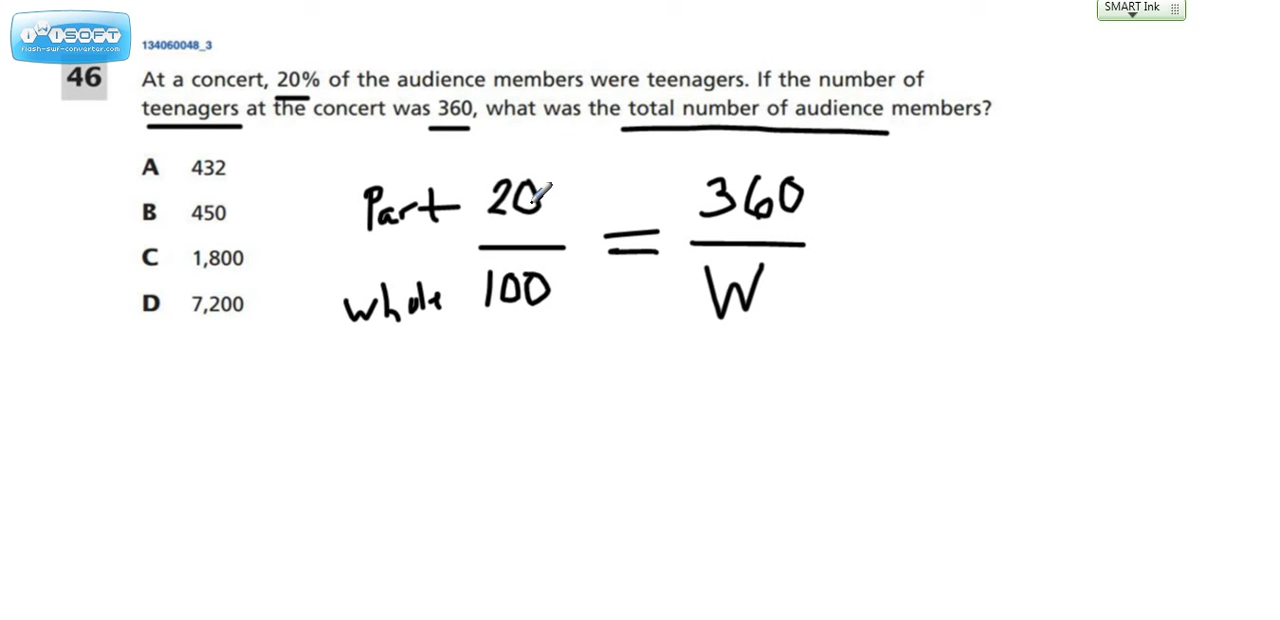 SMART Ink
iWiSOFT
flash-swf-converter.com
134060048_3
46 At a concert, 20% of the audience members were teenagers. If the number of
teenagers at the concert was 360, what was the total number of audience members?
A 432
B 450
C 1,800
D 7,200
Part 20 = 360
Whole 100 W